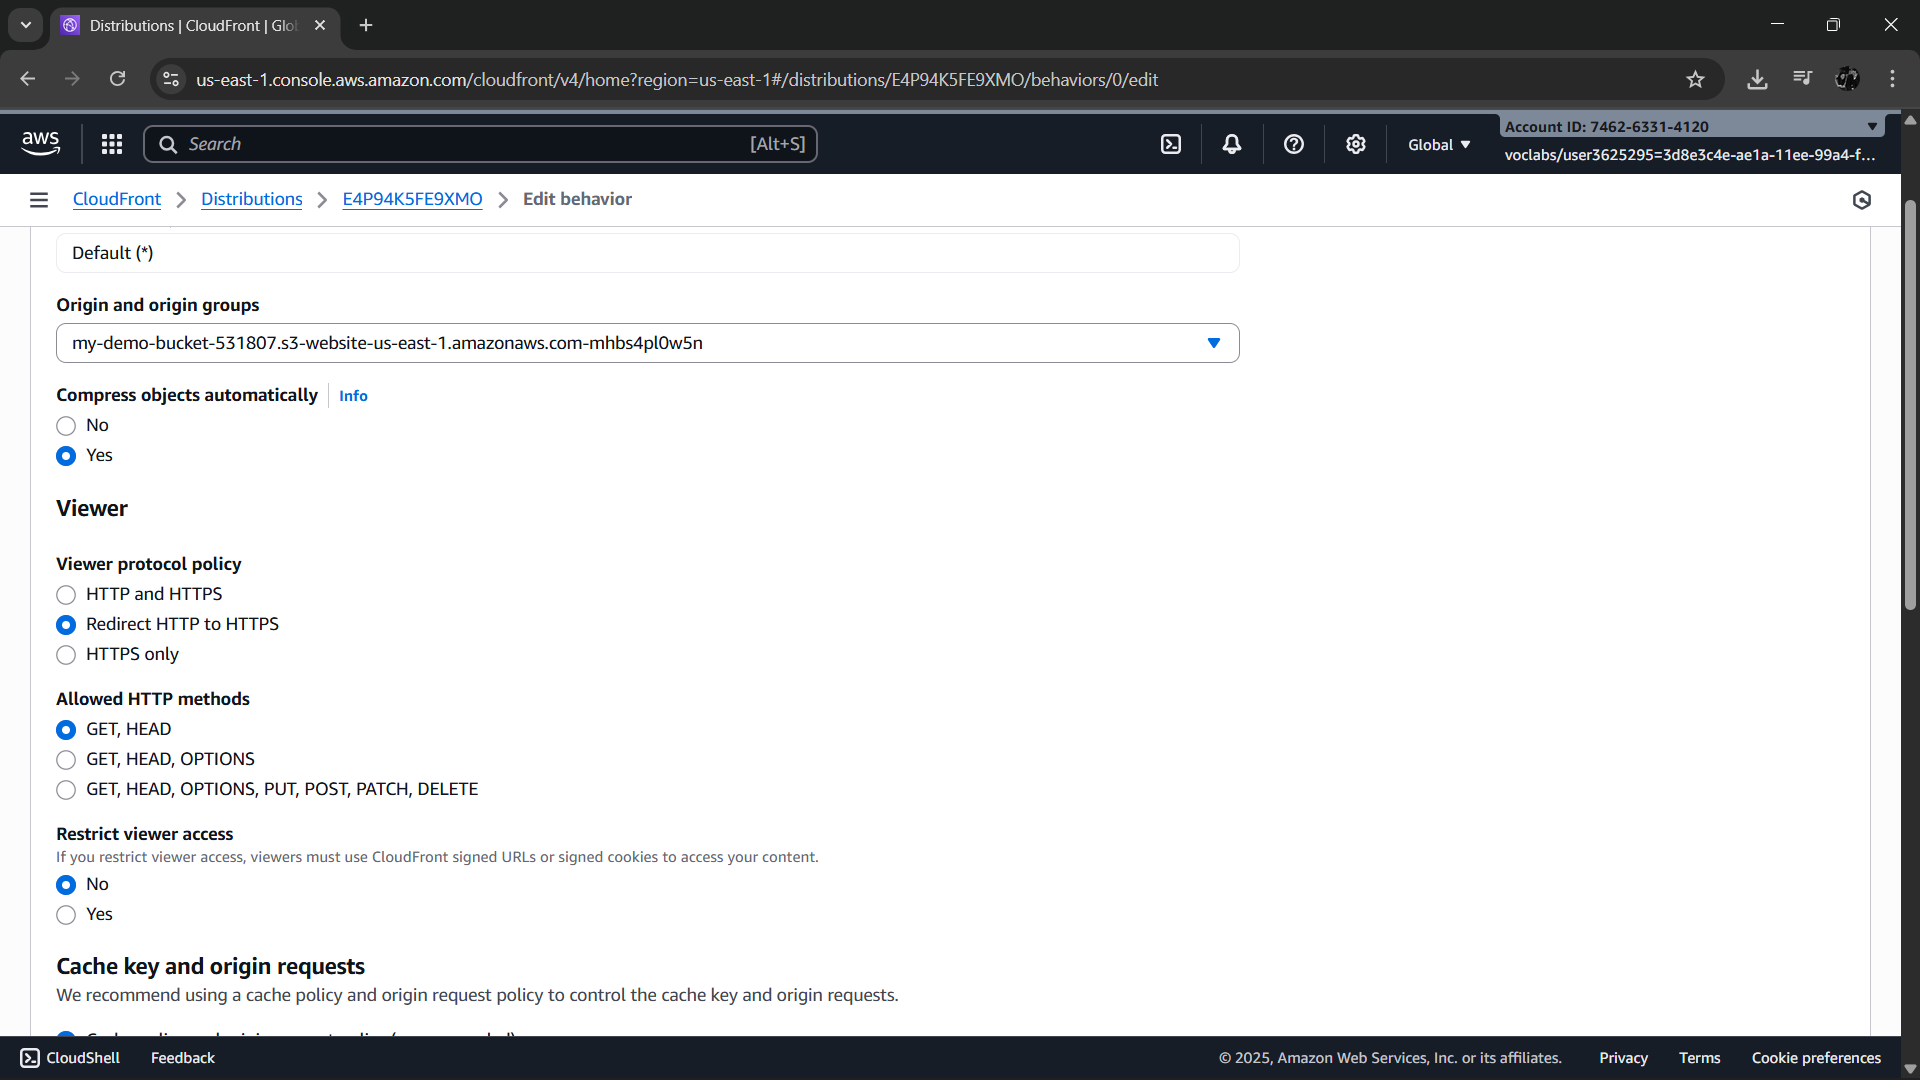 Distributions | CloudFront | Glo
us-east-1.console.aws.amazon.com/cloudfront/v4/home?region=us-east-1#/distributions/E4P94K5FE9XMO/behaviors/0/edit
aws
Search
[Alt+S]
Global
Account ID: 7462-6331-4120
voclabs/user3625295=3d8e3c4e-ae1a-11ee-99a4-f...
CloudFront
Distributions
E4P94K5FE9XMO
Edit behavior
Default (*)
Origin and origin groups
my-demo-bucket-531807.s3-website-us-east-1.amazonaws.com-mhbs4pl0w5n
Compress objects automatically
Info
No
Yes
Viewer
Viewer protocol policy
HTTP and HTTPS
Redirect HTTP to HTTPS
HTTPS only
Allowed HTTP methods
GET, HEAD
GET, HEAD, OPTIONS
GET, HEAD, OPTIONS, PUT, POST, PATCH, DELETE
Restrict viewer access
If you restrict viewer access, viewers must use CloudFront signed URLs or signed cookies to access your content.
No
Yes
Cache key and origin requests
We recommend using a cache policy and origin request policy to control the cache key and origin requests.
CloudShell
Feedback
© 2025, Amazon Web Services, Inc. or its affiliates.
Privacy
Terms
Cookie preferences